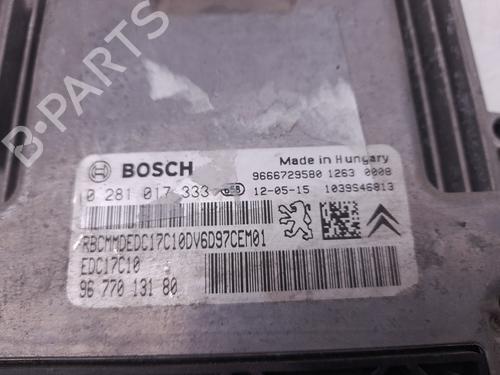 B-PARTS
BOSCH
Made in Hungary
9666729580 1263 0008
0 281 017 333 12-05-15 1039S46813
RBCMMDEDC17C10DV6D97CEM01
EDC17C10
96 770 131 80